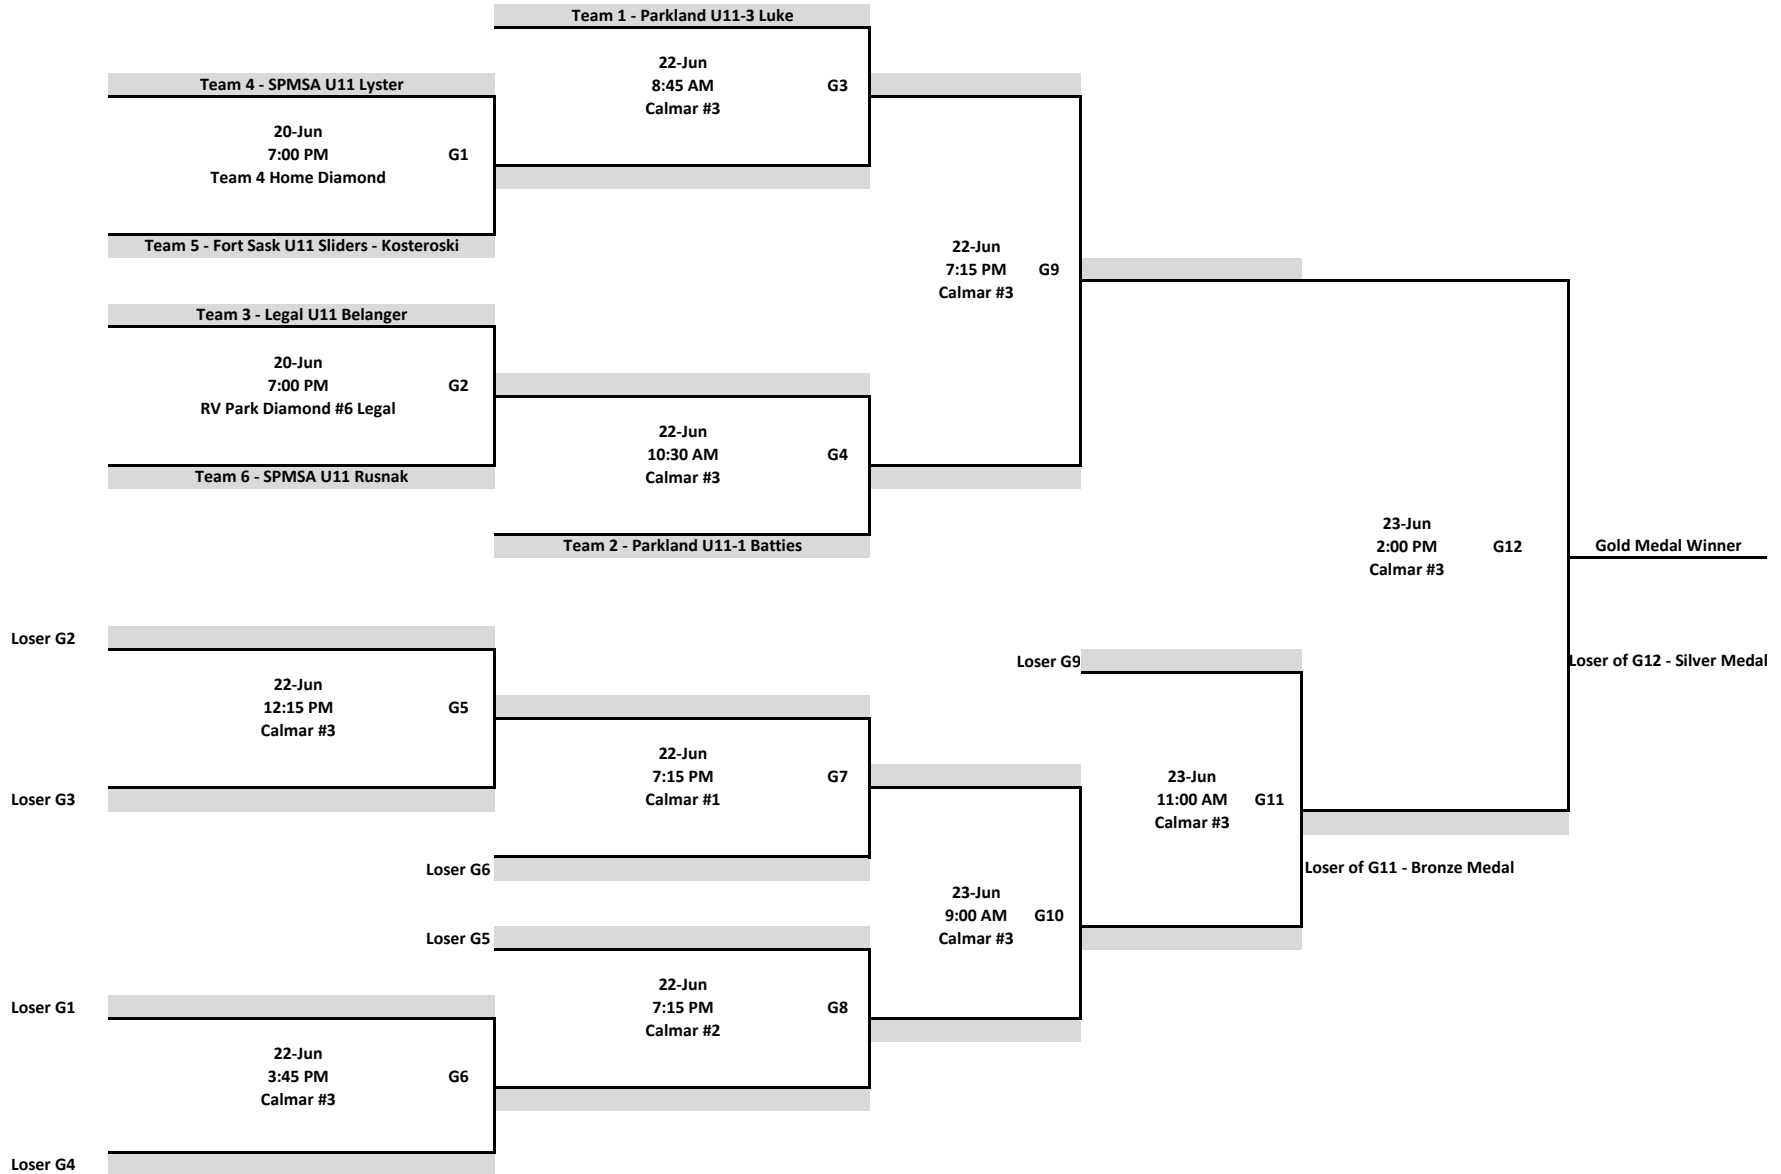 Team 1 - Parkland U11-3 Luke
22-Jun
8:45 AM
G3
Calmar #3
Team 4 - SPMSA U11 Lyster
20-Jun
7:00 PM
G1
Team 4 Home Diamond
Team 5 - Fort Sask U11 Sliders - Kosteroski
22-Jun
7:15 PM
G9
Calmar #3
Team 3 - Legal U11 Belanger
20-Jun
7:00 PM
G2
RV Park Diamond #6 Legal
Team 6 - SPMSA U11 Rusnak
22-Jun
10:30 AM
G4
Calmar #3
Team 2 - Parkland U11-1 Batties
23-Jun
2:00 PM
G12
Calmar #3
Gold Medal Winner
Loser G2
22-Jun
12:15 PM
G5
Calmar #3
Loser G3
Loser G9
Loser of G12 - Silver Medal
22-Jun
7:15 PM
G7
Calmar #1
Loser G6
23-Jun
11:00 AM
G11
Calmar #3
Loser of G11 - Bronze Medal
23-Jun
9:00 AM
G10
Calmar #3
Loser G5
22-Jun
7:15 PM
G8
Calmar #2
Loser G1
22-Jun
3:45 PM
G6
Calmar #3
Loser G4